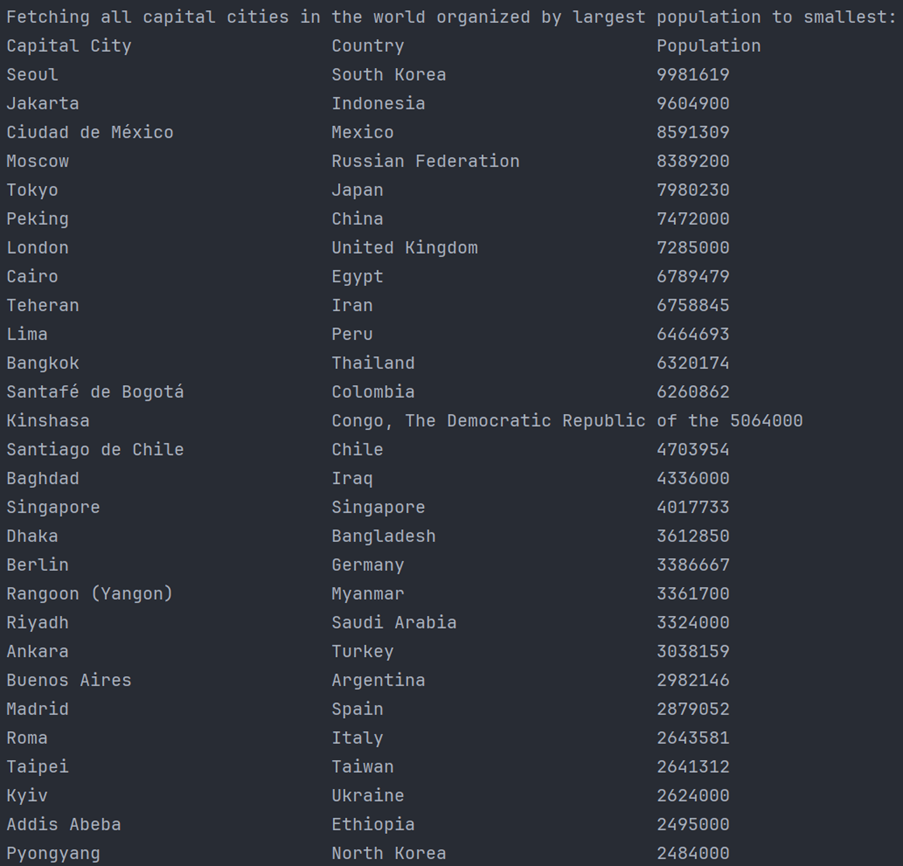 Fetching all capital cities in the world organized by largest population to smallest:
Capital City Country Population
Seoul South Korea 9981619
Jakarta Indonesia 9604900
Ciudad de México Mexico 8591309
Moscow Russian Federation 8389200
Tokyo Japan 7980230
Peking China 7472000
London United Kingdom 7285000
Cairo Egypt 6789479
Teheran Iran 6758845
Lima Peru 6464693
Bangkok Thailand 6320174
Santafé de Bogotá Colombia 6260862
Kinshasa Congo, The Democratic Republic of the 5064000
Santiago de Chile Chile 4703954
Baghdad Iraq 4336000
Singapore Singapore 4017733
Dhaka Bangladesh 3612850
Berlin Germany 3386667
Rangoon (Yangon) Myanmar 3361700
Riyadh Saudi Arabia 3324000
Ankara Turkey 3038159
Buenos Aires Argentina 2982146
Madrid Spain 2879052
Roma Italy 2643581
Taipei Taiwan 2641312
Kyiv Ukraine 2624000
Addis Abeba Ethiopia 2495000
Pyongyang North Korea 2484000